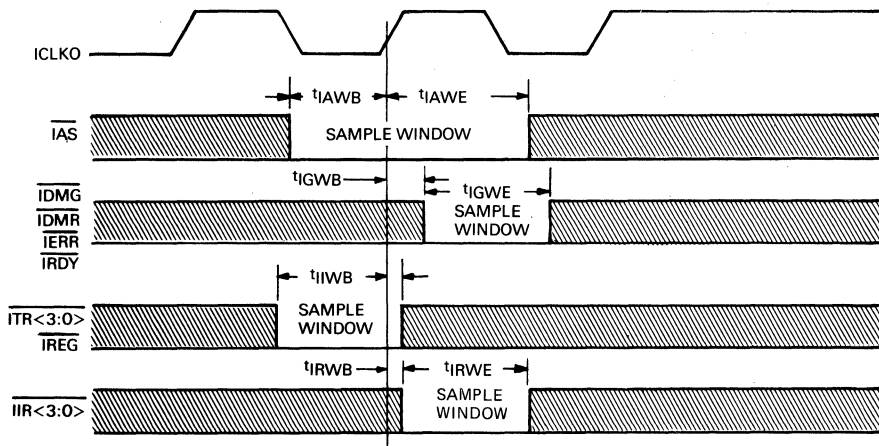 ICLKO
tIAWB
tIAWE
IAS
SAMPLE WINDOW
tIGWB
tIGWE
IDMG
IDMR
IERR
IRDY
SAMPLE
WINDOW
tIIWB
ITR<3:0>
IREG
SAMPLE
WINDOW
tIRWB
tIRWE
IIR<3:0>
SAMPLE
WINDOW